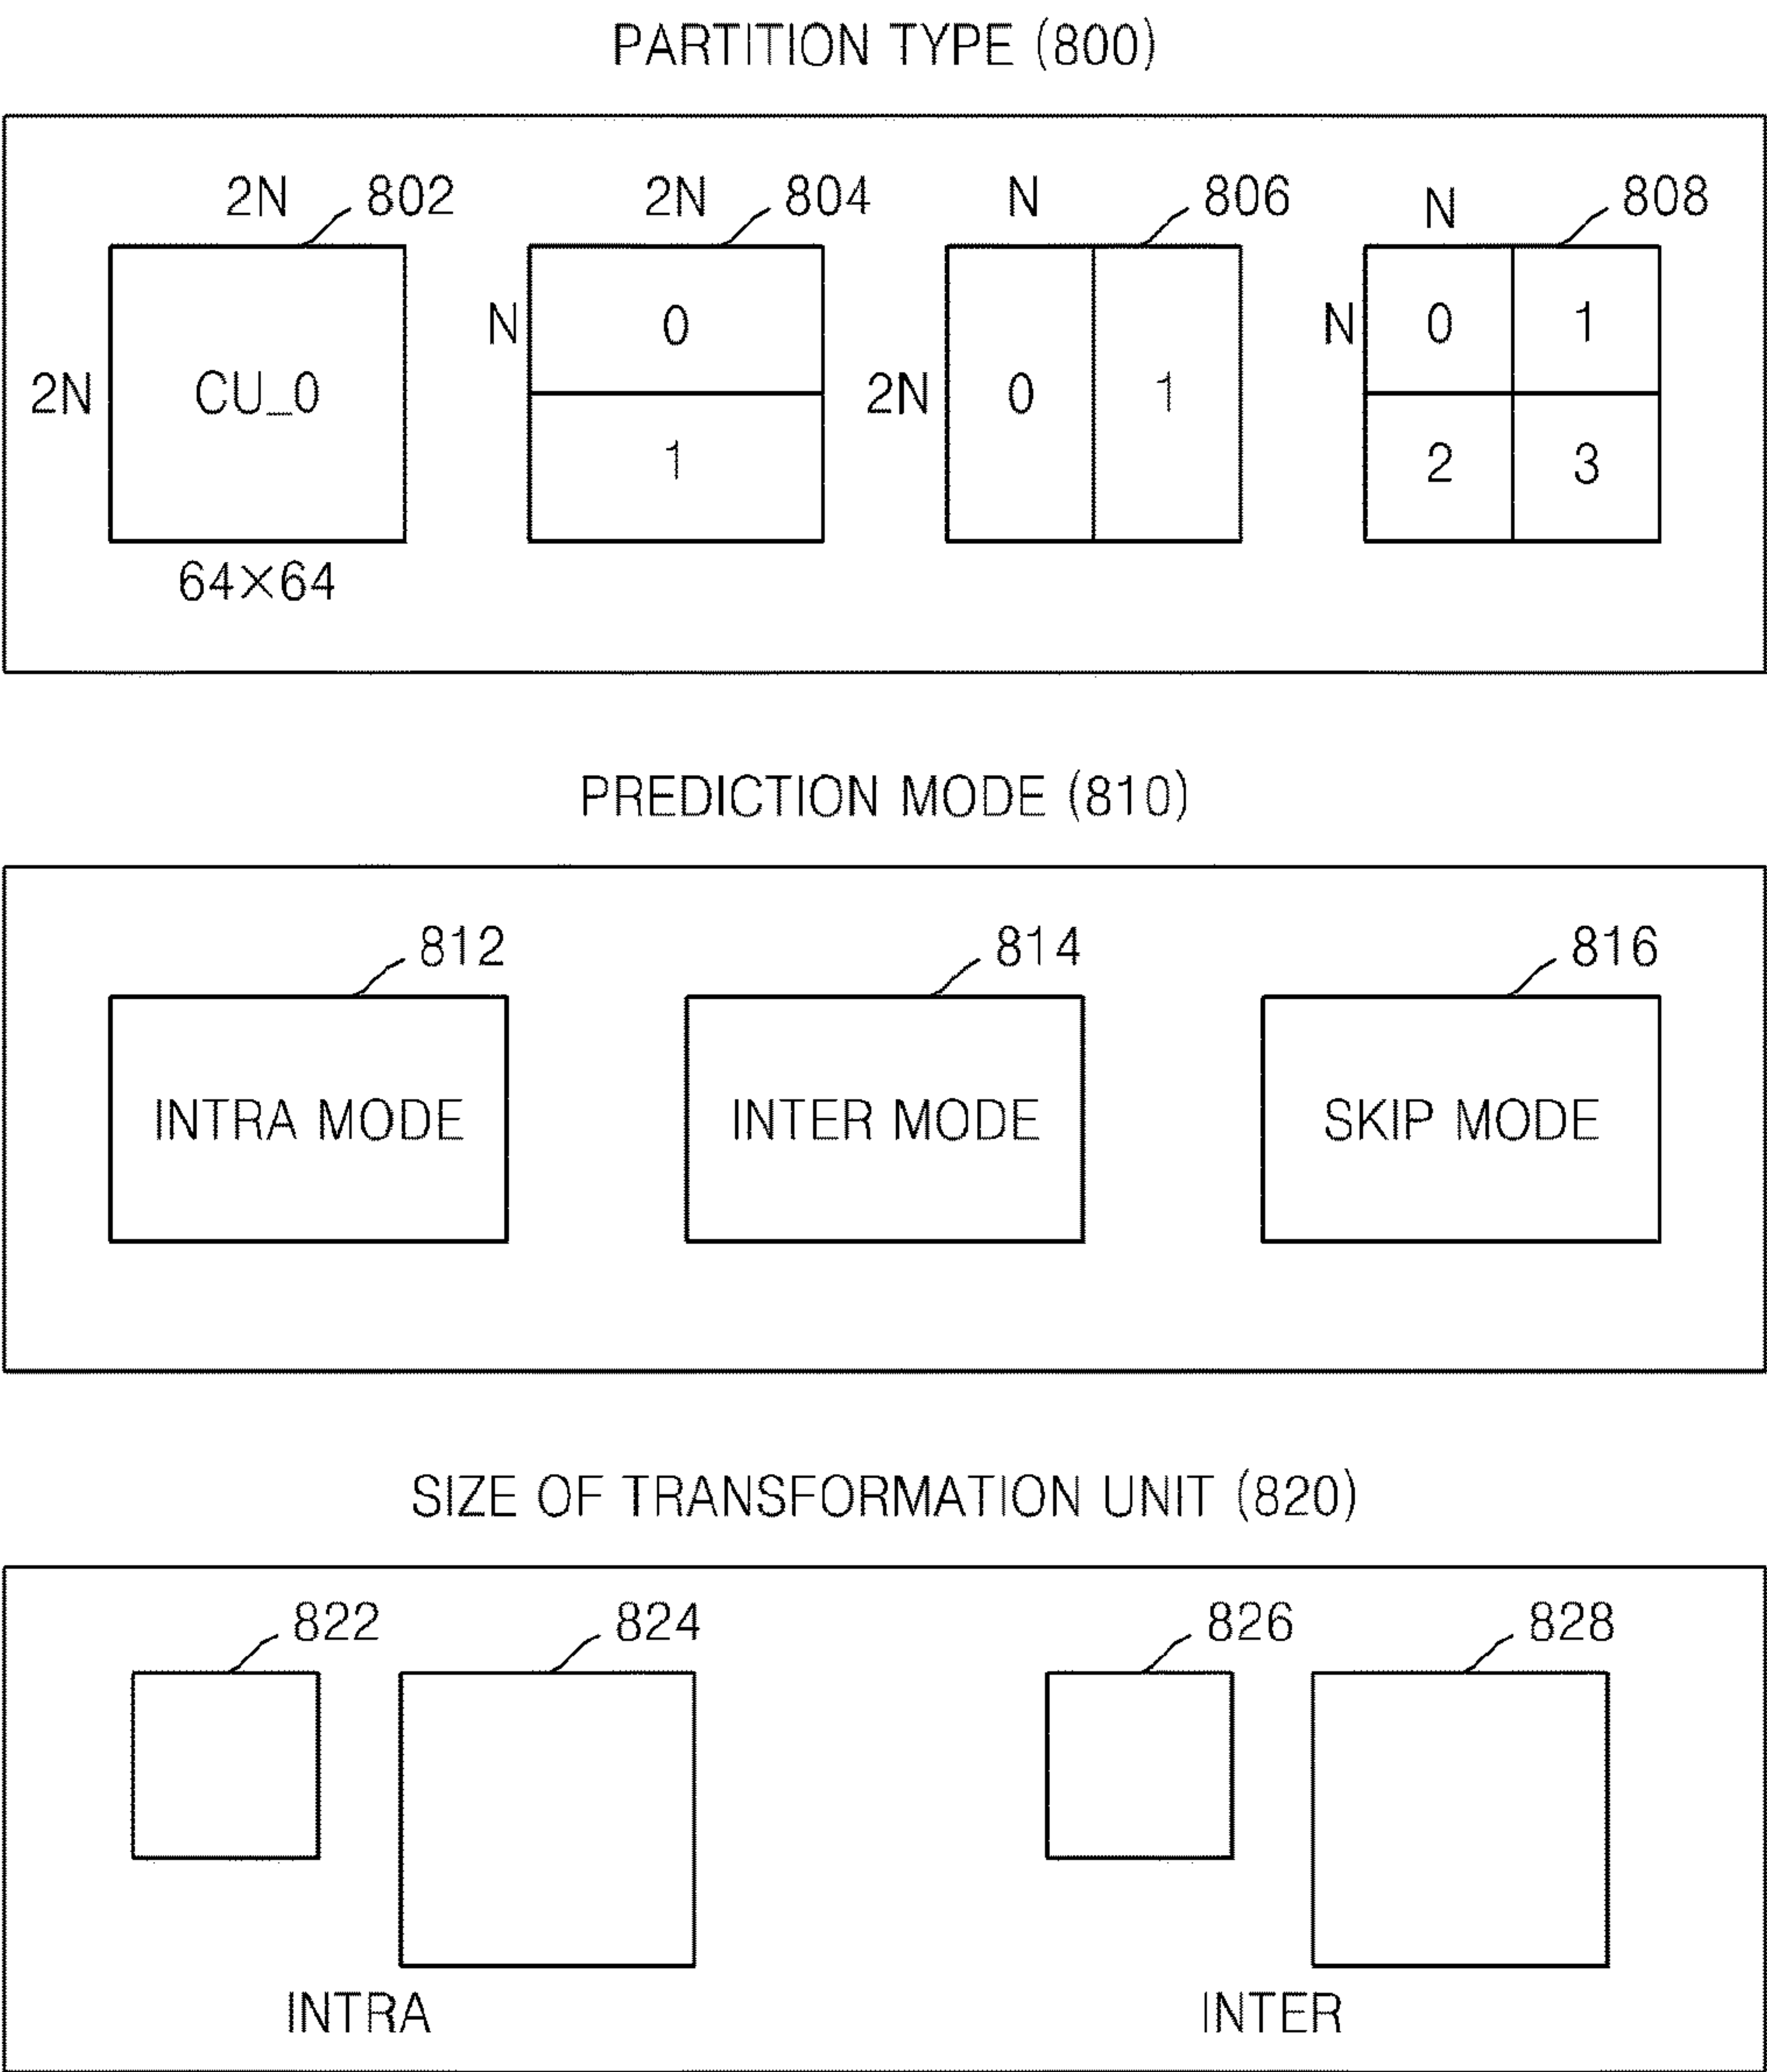 PARTITION TYPE (800)
2N 802 2N 804 N 806 N 808
N 0 N 0 1
2N CU_0 2N 0 1
1 2 3
64×64
PREDICTION MODE (810)
812 814 816
INTRA MODE INTER MODE SKIP MODE
SIZE OF TRANSFORMATION UNIT (820)
822 824 826 828
INTRA INTER